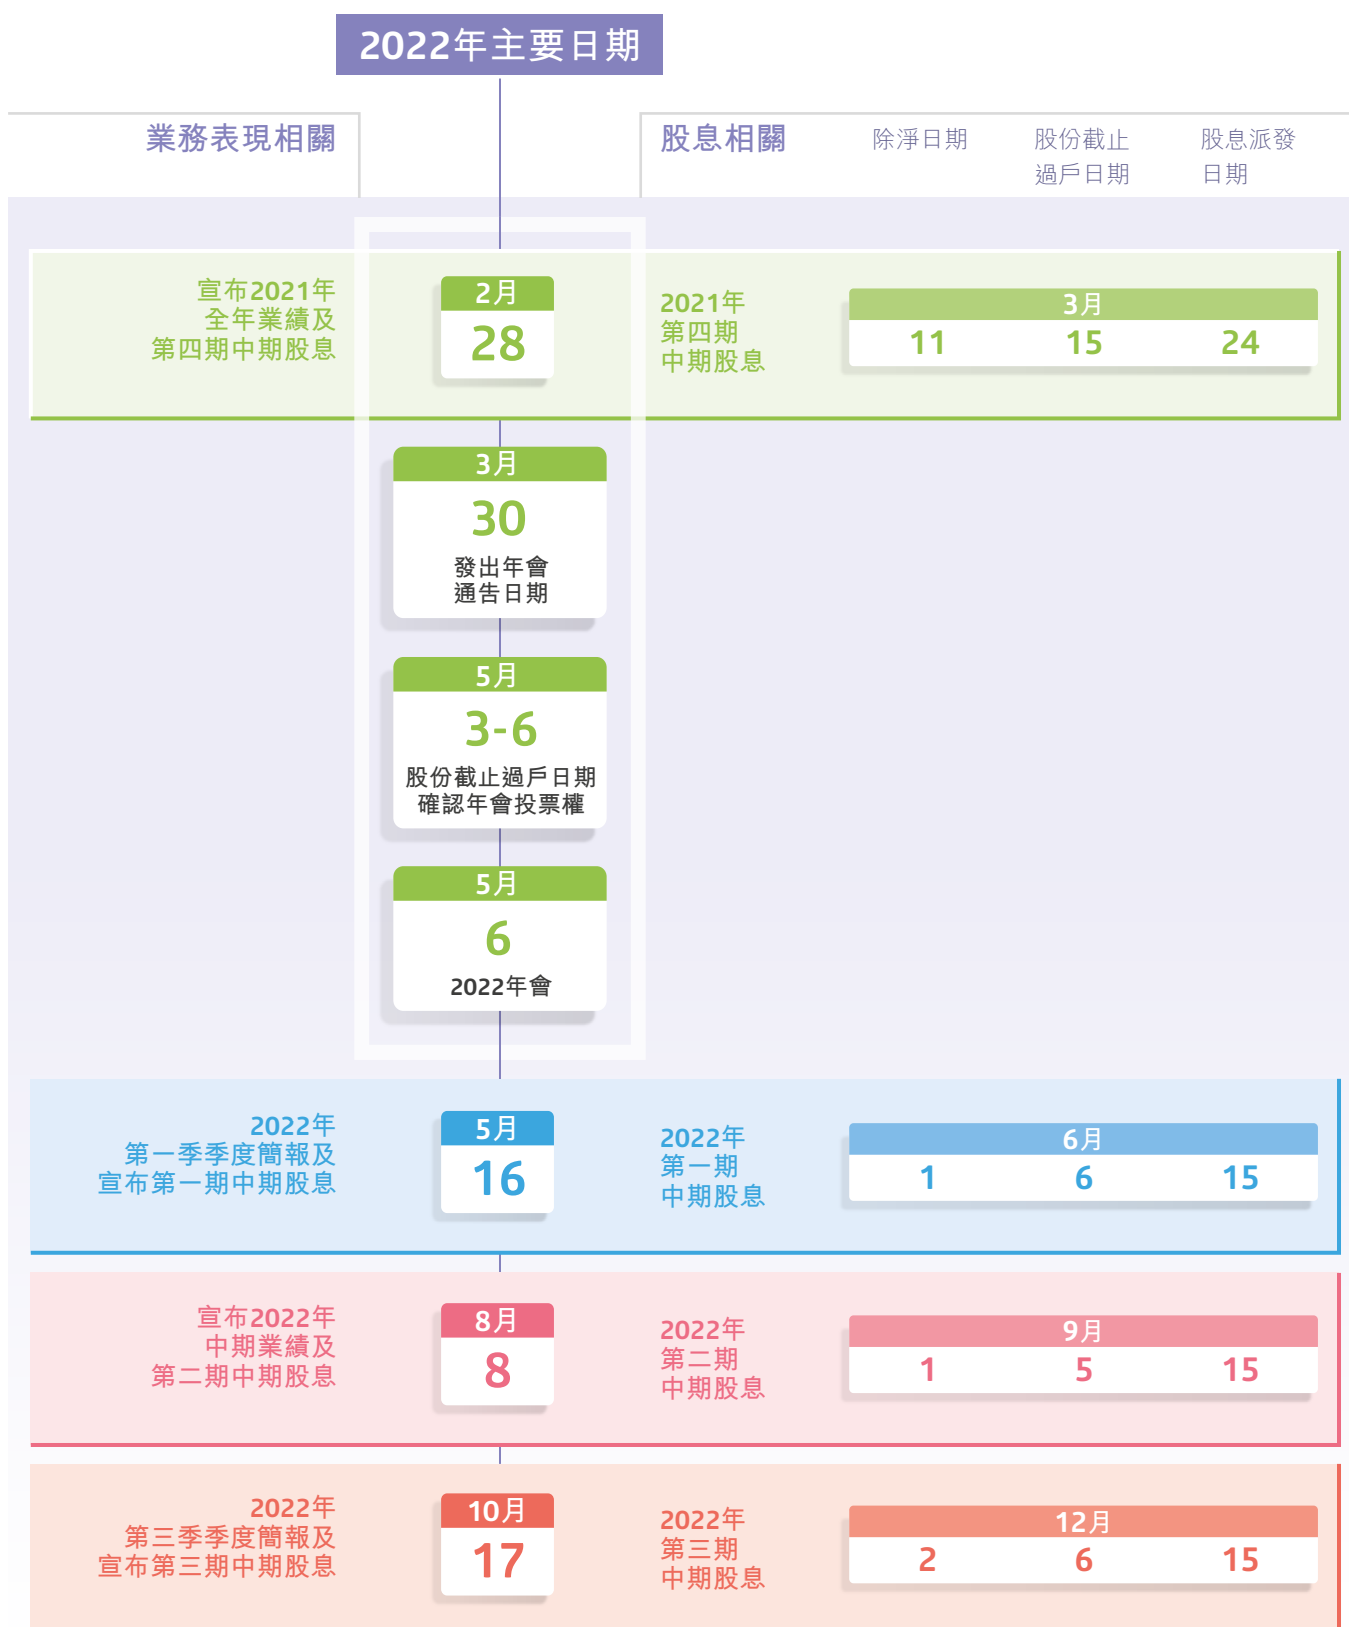 2022年主要日期
業務表現相關
股息相關
除淨日期
股份截止
過戶日期
股息派發
日期
宣布2021年
全年業績及
第四期中期股息
2月
28
2021年
第四期
中期股息
3月
11 15 24
3月
30
發出年會
通告日期
5月
3-6
股份截止過戶日期
確認年會投票權
5月
6
2022年會
2022年
第一季季度簡報及
宣布第一期中期股息
5月
16
2022年
第一期
中期股息
6月
1 6 15
宣布2022年
中期業績及
第二期中期股息
8月
8
2022年
第二期
中期股息
9月
1 5 15
2022年
第三季季度簡報及
宣布第三期中期股息
10月
17
2022年
第三期
中期股息
12月
2 6 15